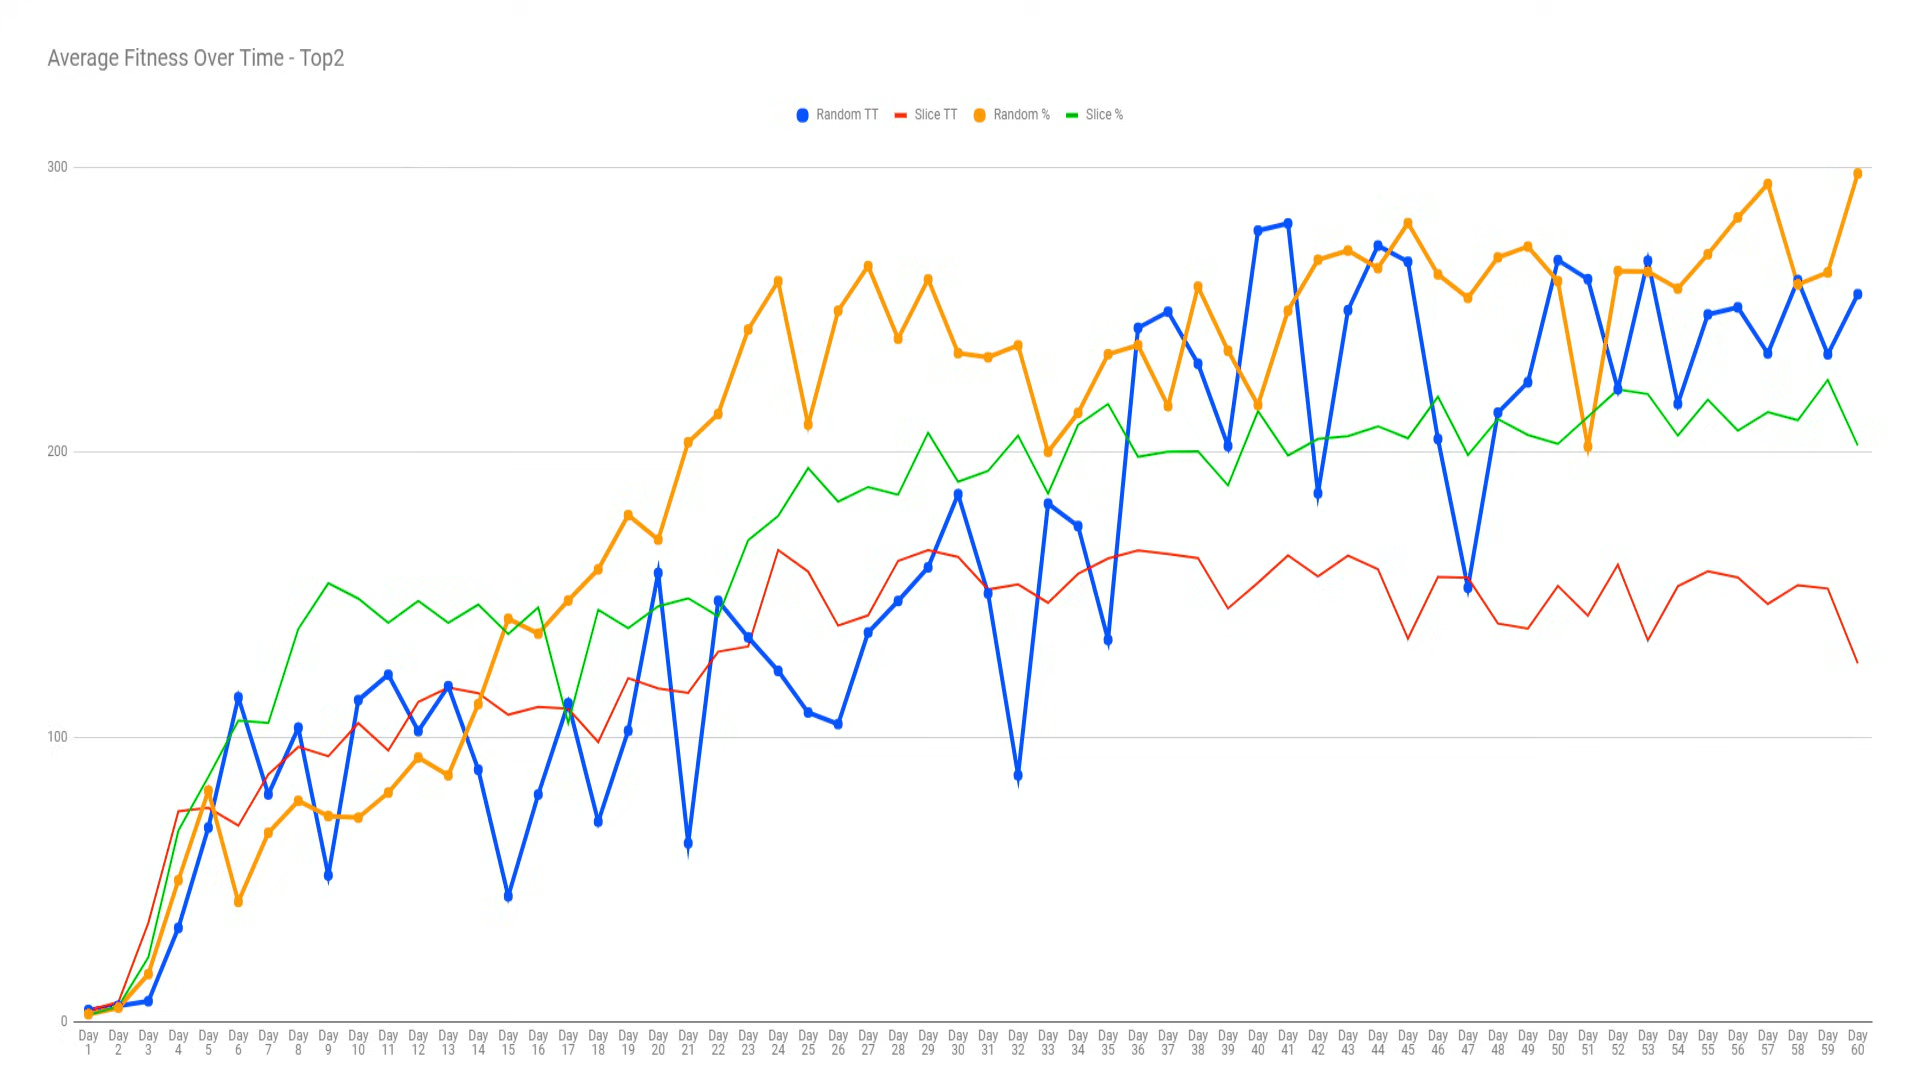 Average Fitness Over Time - Top2
Random TT Slice TT Random % Slice %
300
200
100
0
Day Day Day Day Day Day Day Day Day Day Day Day Day Day Day Day Day Day Day Day Day Day Day Day Day Day Day Day Day Day Day Day Day Day Day Day Day Day Day Day Day Day Day Day Day Day Day Day Day Day Day Day Day Day Day Day Day Day Day Day
1 2 3 4 5 6 7 8 9 10 11 12 13 14 15 16 17 18 19 20 21 22 23 24 25 26 27 28 29 30 31 32 33 34 35 36 37 38 39 40 41 42 43 44 45 46 47 48 49 50 51 52 53 54 55 56 57 58 59 60